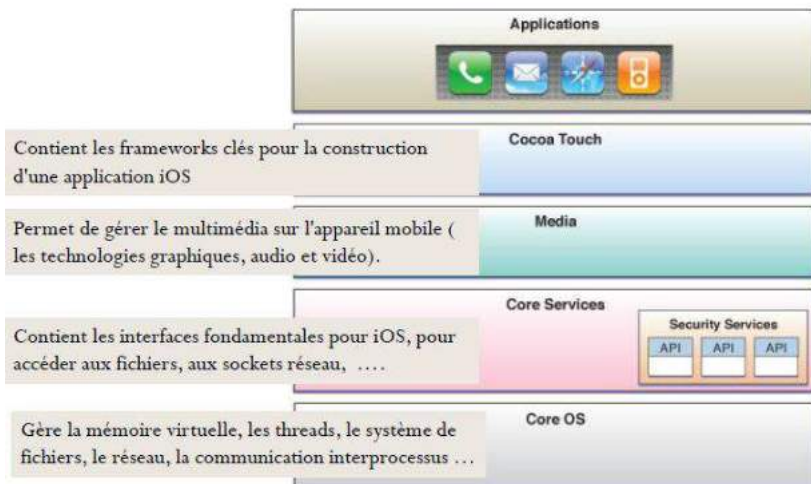 Applications
Cocoa Touch
Contient les frameworks clés pour la construction
d'une application iOS
Media
Permet de gérer le multimédia sur l'appareil mobile (
les technologies graphiques, audio et vidéo).
Core Services
Security Services
API API API
Contient les interfaces fondamentales pour iOS, pour
accéder aux fichiers, aux sockets réseau, ....
Core OS
Gère la mémoire virtuelle, les threads, le système de
fichiers, le réseau, la communication interprocessus ...